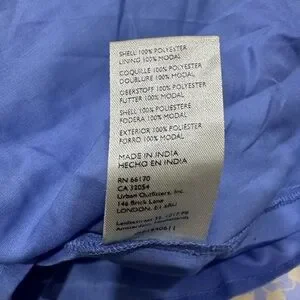 SHELL 100% POLYESTER
LINING 100% MODAL
COQUILLE 100% POLYESTER
DOUBLURE 100% MODAL
OBERSTOFF 100% POLYESTER
FUTTER 100% MODAL
SHELL 100% POLIESTERE
FODERA 100% MODAL
EXTERIOR 100% POLIESTER
FORRO 100% MODAL
MADE IN INDIA
HECHO EN INDIA
RN 66170
CA 32054
Urban Outfitters, Inc.
146 Brick Lane
LONDON, E1 6RU